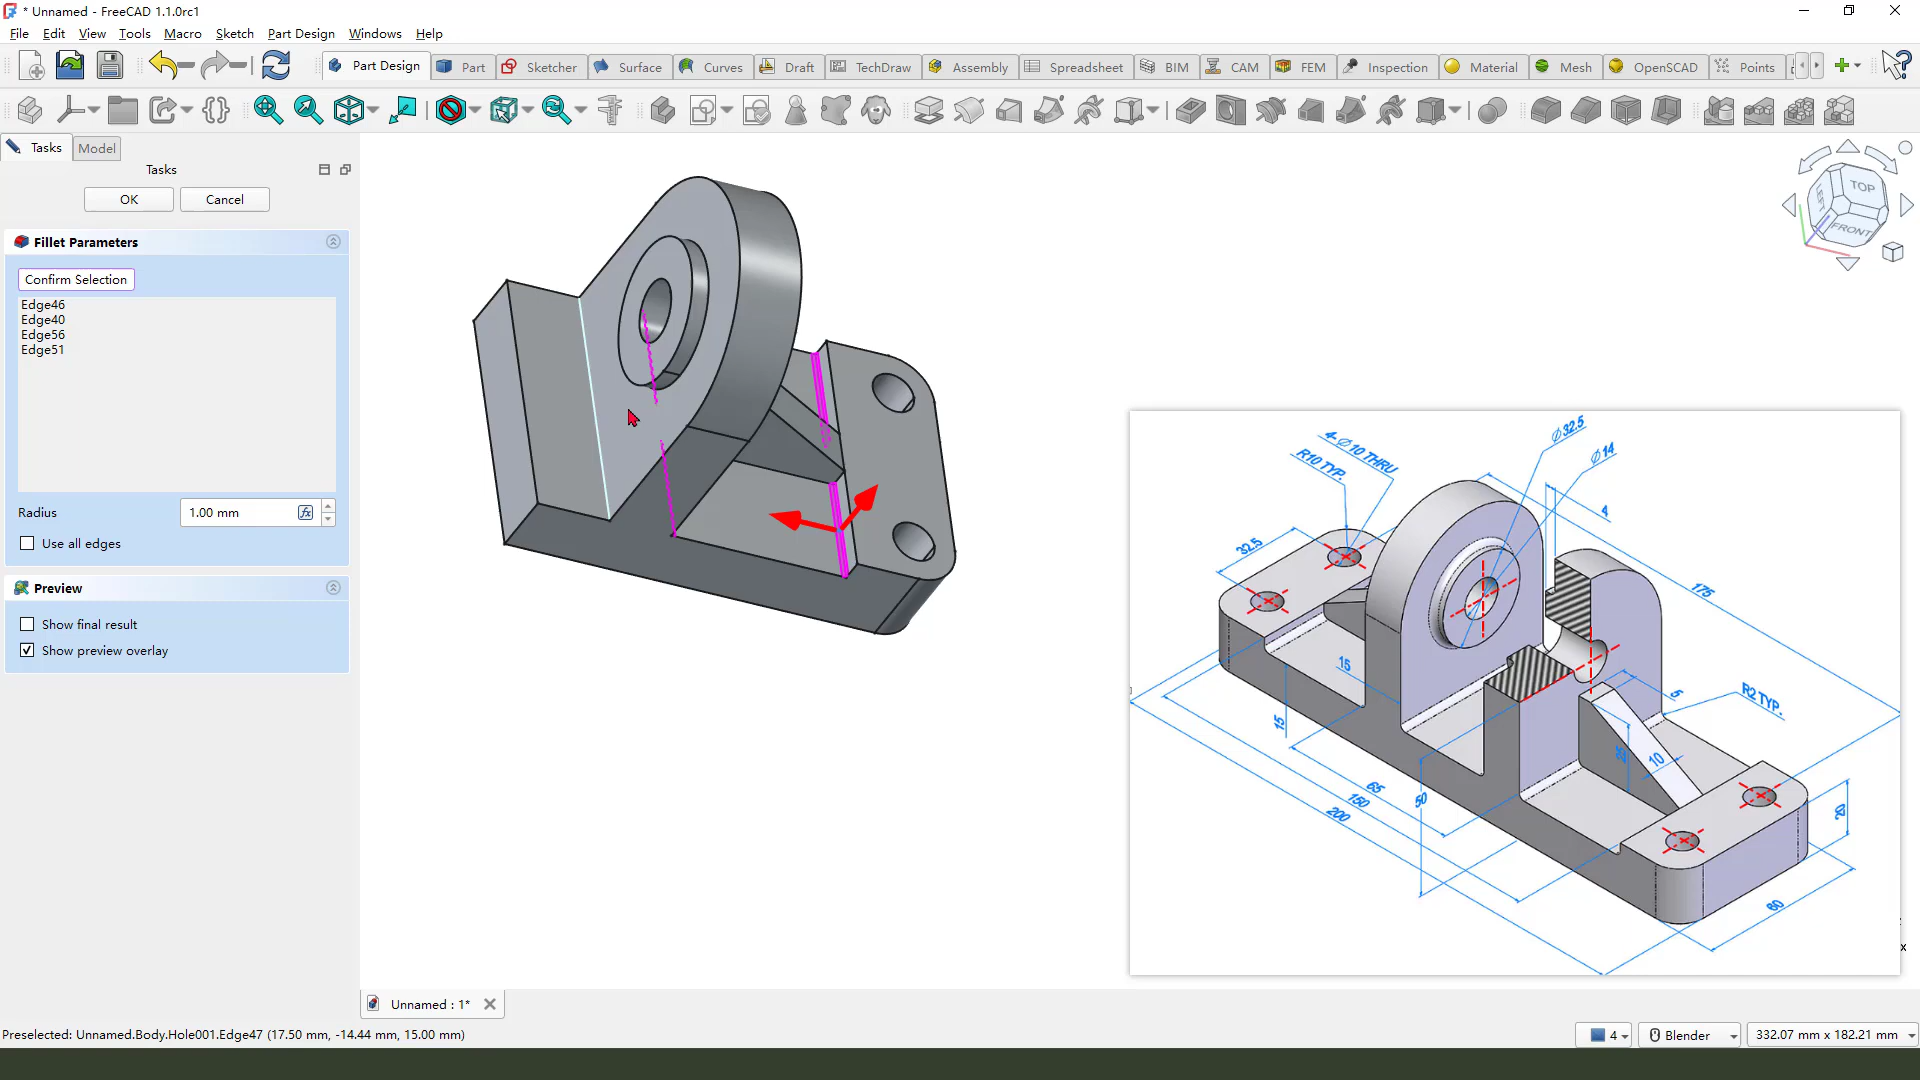 * Unnamed - FreeCAD 1.1.0rc1
File Edit View Tools Macro Sketch Part Design Windows Help
Part Design Part Sketcher Surface Curves Draft TechDraw Assembly Spreadsheet BIM CAM FEM Inspection Material Mesh OpenSCAD Points
Tasks Model
Tasks
OK Cancel
Fillet Parameters
Confirm Selection
Edge46
Edge40
Edge56
Edge51
Radius 1.00 mm
Use all edges
Preview
Show final result
Show preview overlay
TOP
LEFT
FRONT
4-Ø10 THRU
R10 TYP.
Ø32.5
Ø14
4
32.5
175
15
15
5
R2 TYP.
10
65
150
200
50
20
60
x
Unnamed : 1*
Preselected: Unnamed.Body.Hole001.Edge47 (17.50 mm, -14.44 mm, 15.00 mm)
4 Blender 332.07 mm x 182.21 mm